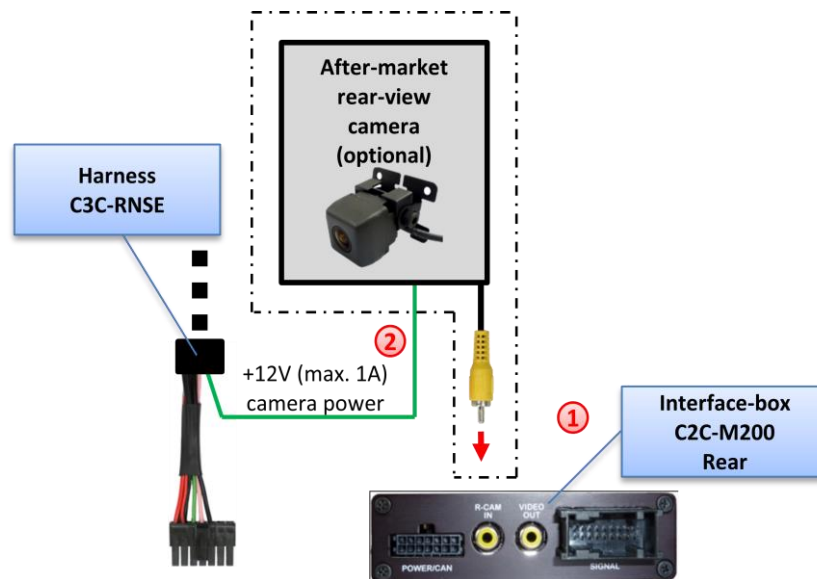 After-market
rear-view
camera
(optional)
Harness
C3C-RNSE
2
+12V (max. 1A)
camera power
1
Interface-box
C2C-M200
Rear
R-CAM
IN
VIDEO
OUT
POWER/CAN
SIGNAL